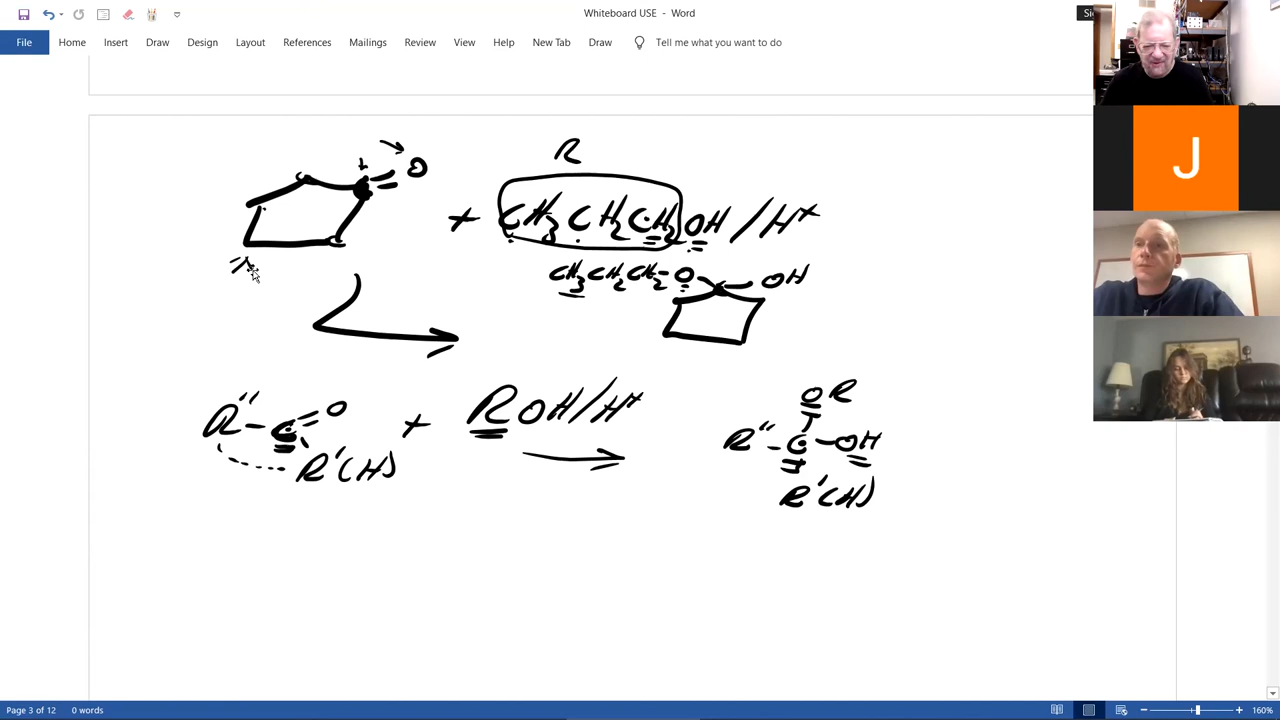 Whiteboard USE - Word
File Home Insert Draw Design Layout References Mailings Review View Help New Tab Draw Tell me what you want to do
R
O
+ CH3CH2CH2OH/H+
CH3CH2CH2-O OH
R''-C=O + ROH/H+
R'(H)
OR
R''-C-OH
R'(H)
J
Page 3 of 12 0 words 160%